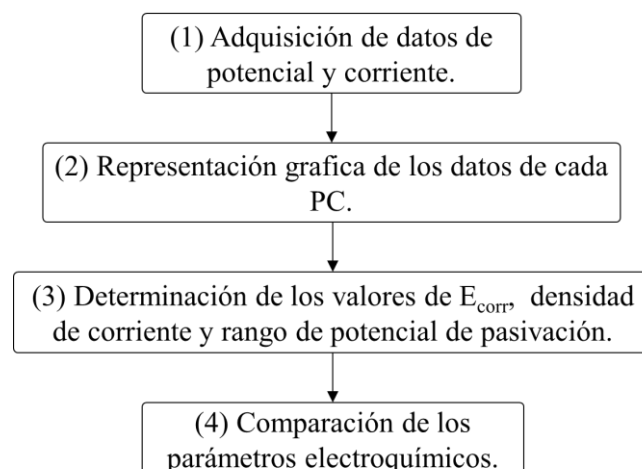 (1) Adquisición de datos de
potencial y corriente.
(2) Representación grafica de los datos de cada
PC.
(3) Determinación de los valores de Ecorr, densidad
de corriente y rango de potencial de pasivación.
(4) Comparación de los
parámetros electroquímicos.